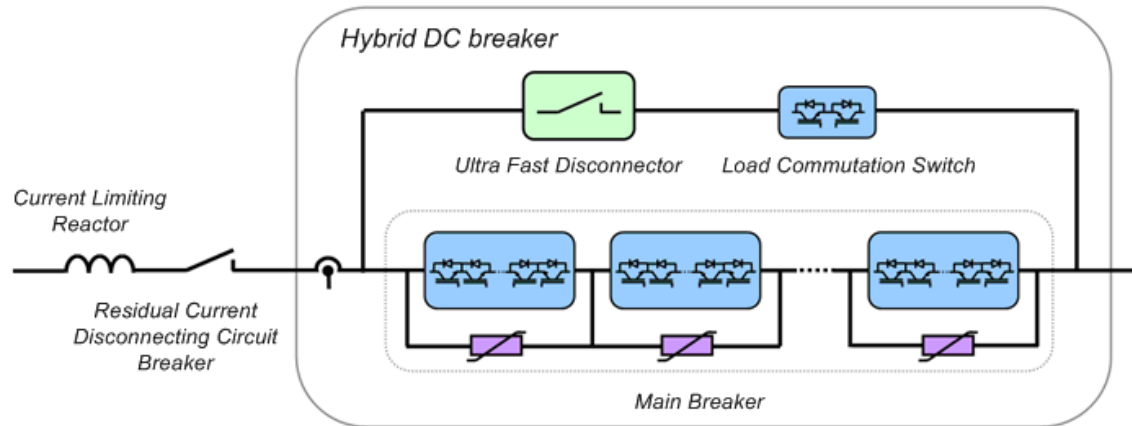 Hybrid DC breaker
Ultra Fast Disconnector
Load Commutation Switch
Current Limiting
Reactor
Residual Current
Disconnecting Circuit
Breaker
Main Breaker